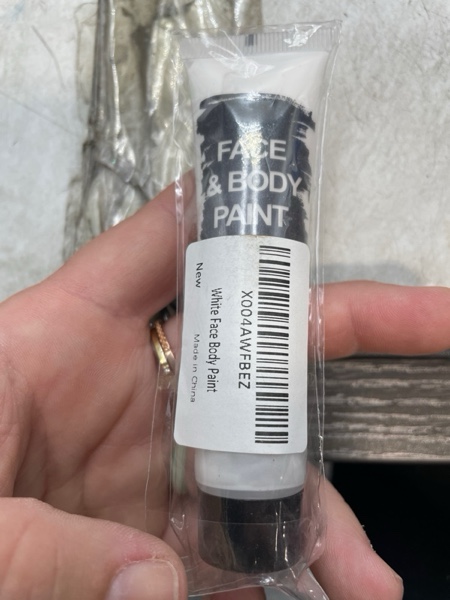 FACE
& BODY
PAINT
X004AWFBEZ
White Face Body Paint
New
Made in China